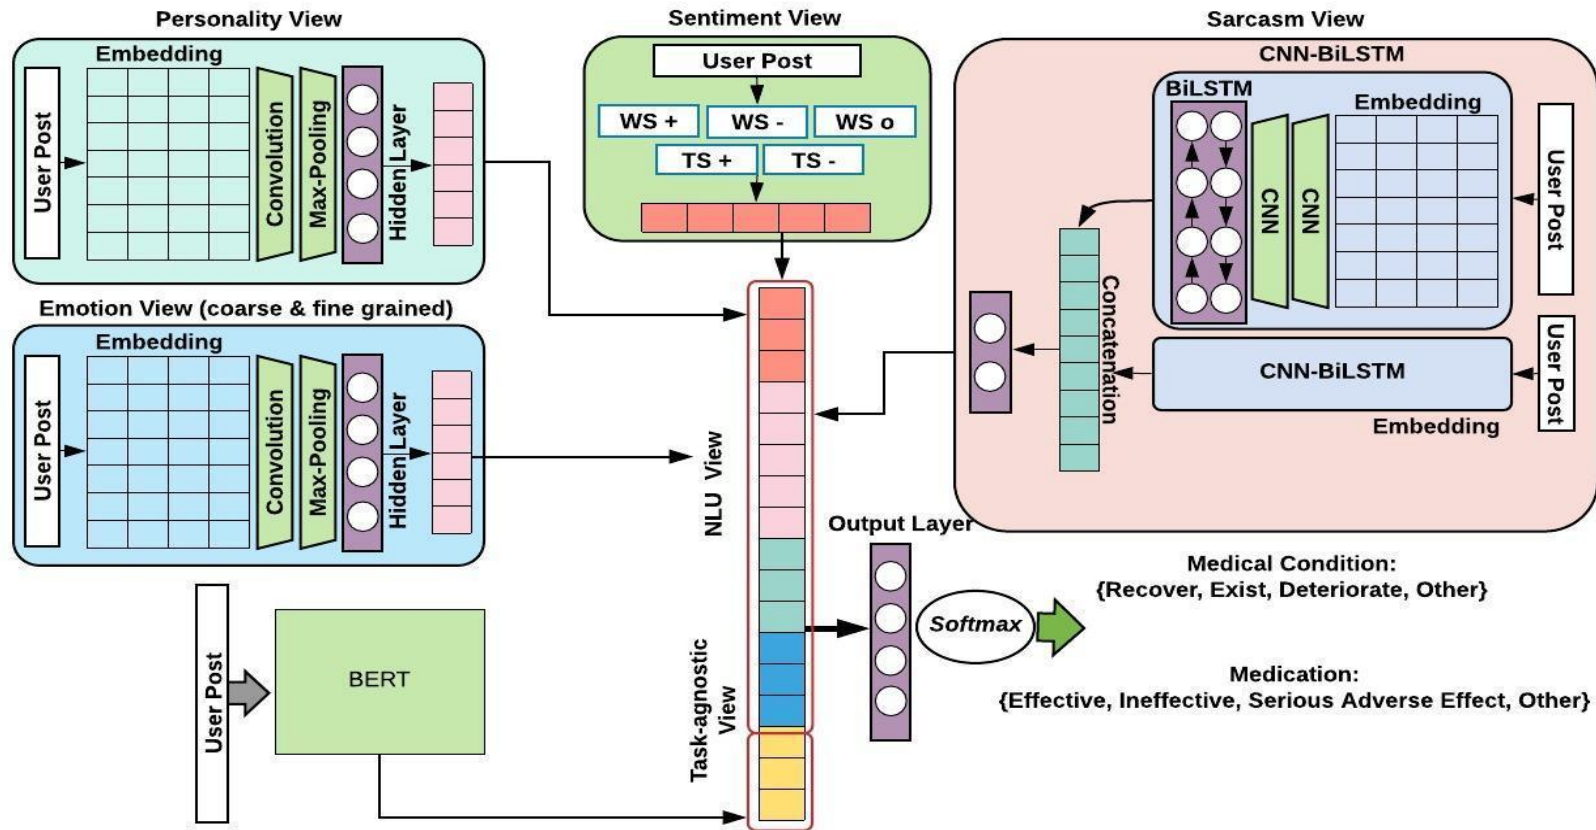 Personality View
Embedding
User Post
Convolution
Max-Pooling
Hidden Layer
Emotion View (coarse & fine grained)
Embedding
User Post
Convolution
Max-Pooling
Hidden Layer
User Post
BERT
Sentiment View
User Post
WS +
WS -
WS o
TS +
TS -
NLU View
Task-agnostic
View
Sarcasm View
CNN-BiLSTM
BiLSTM
Embedding
CNN
CNN
User Post
Concatenation
CNN-BiLSTM
User Post
Embedding
Output Layer
Softmax
Medical Condition:
{Recover, Exist, Deteriorate, Other}
Medication:
{Effective, Ineffective, Serious Adverse Effect, Other}